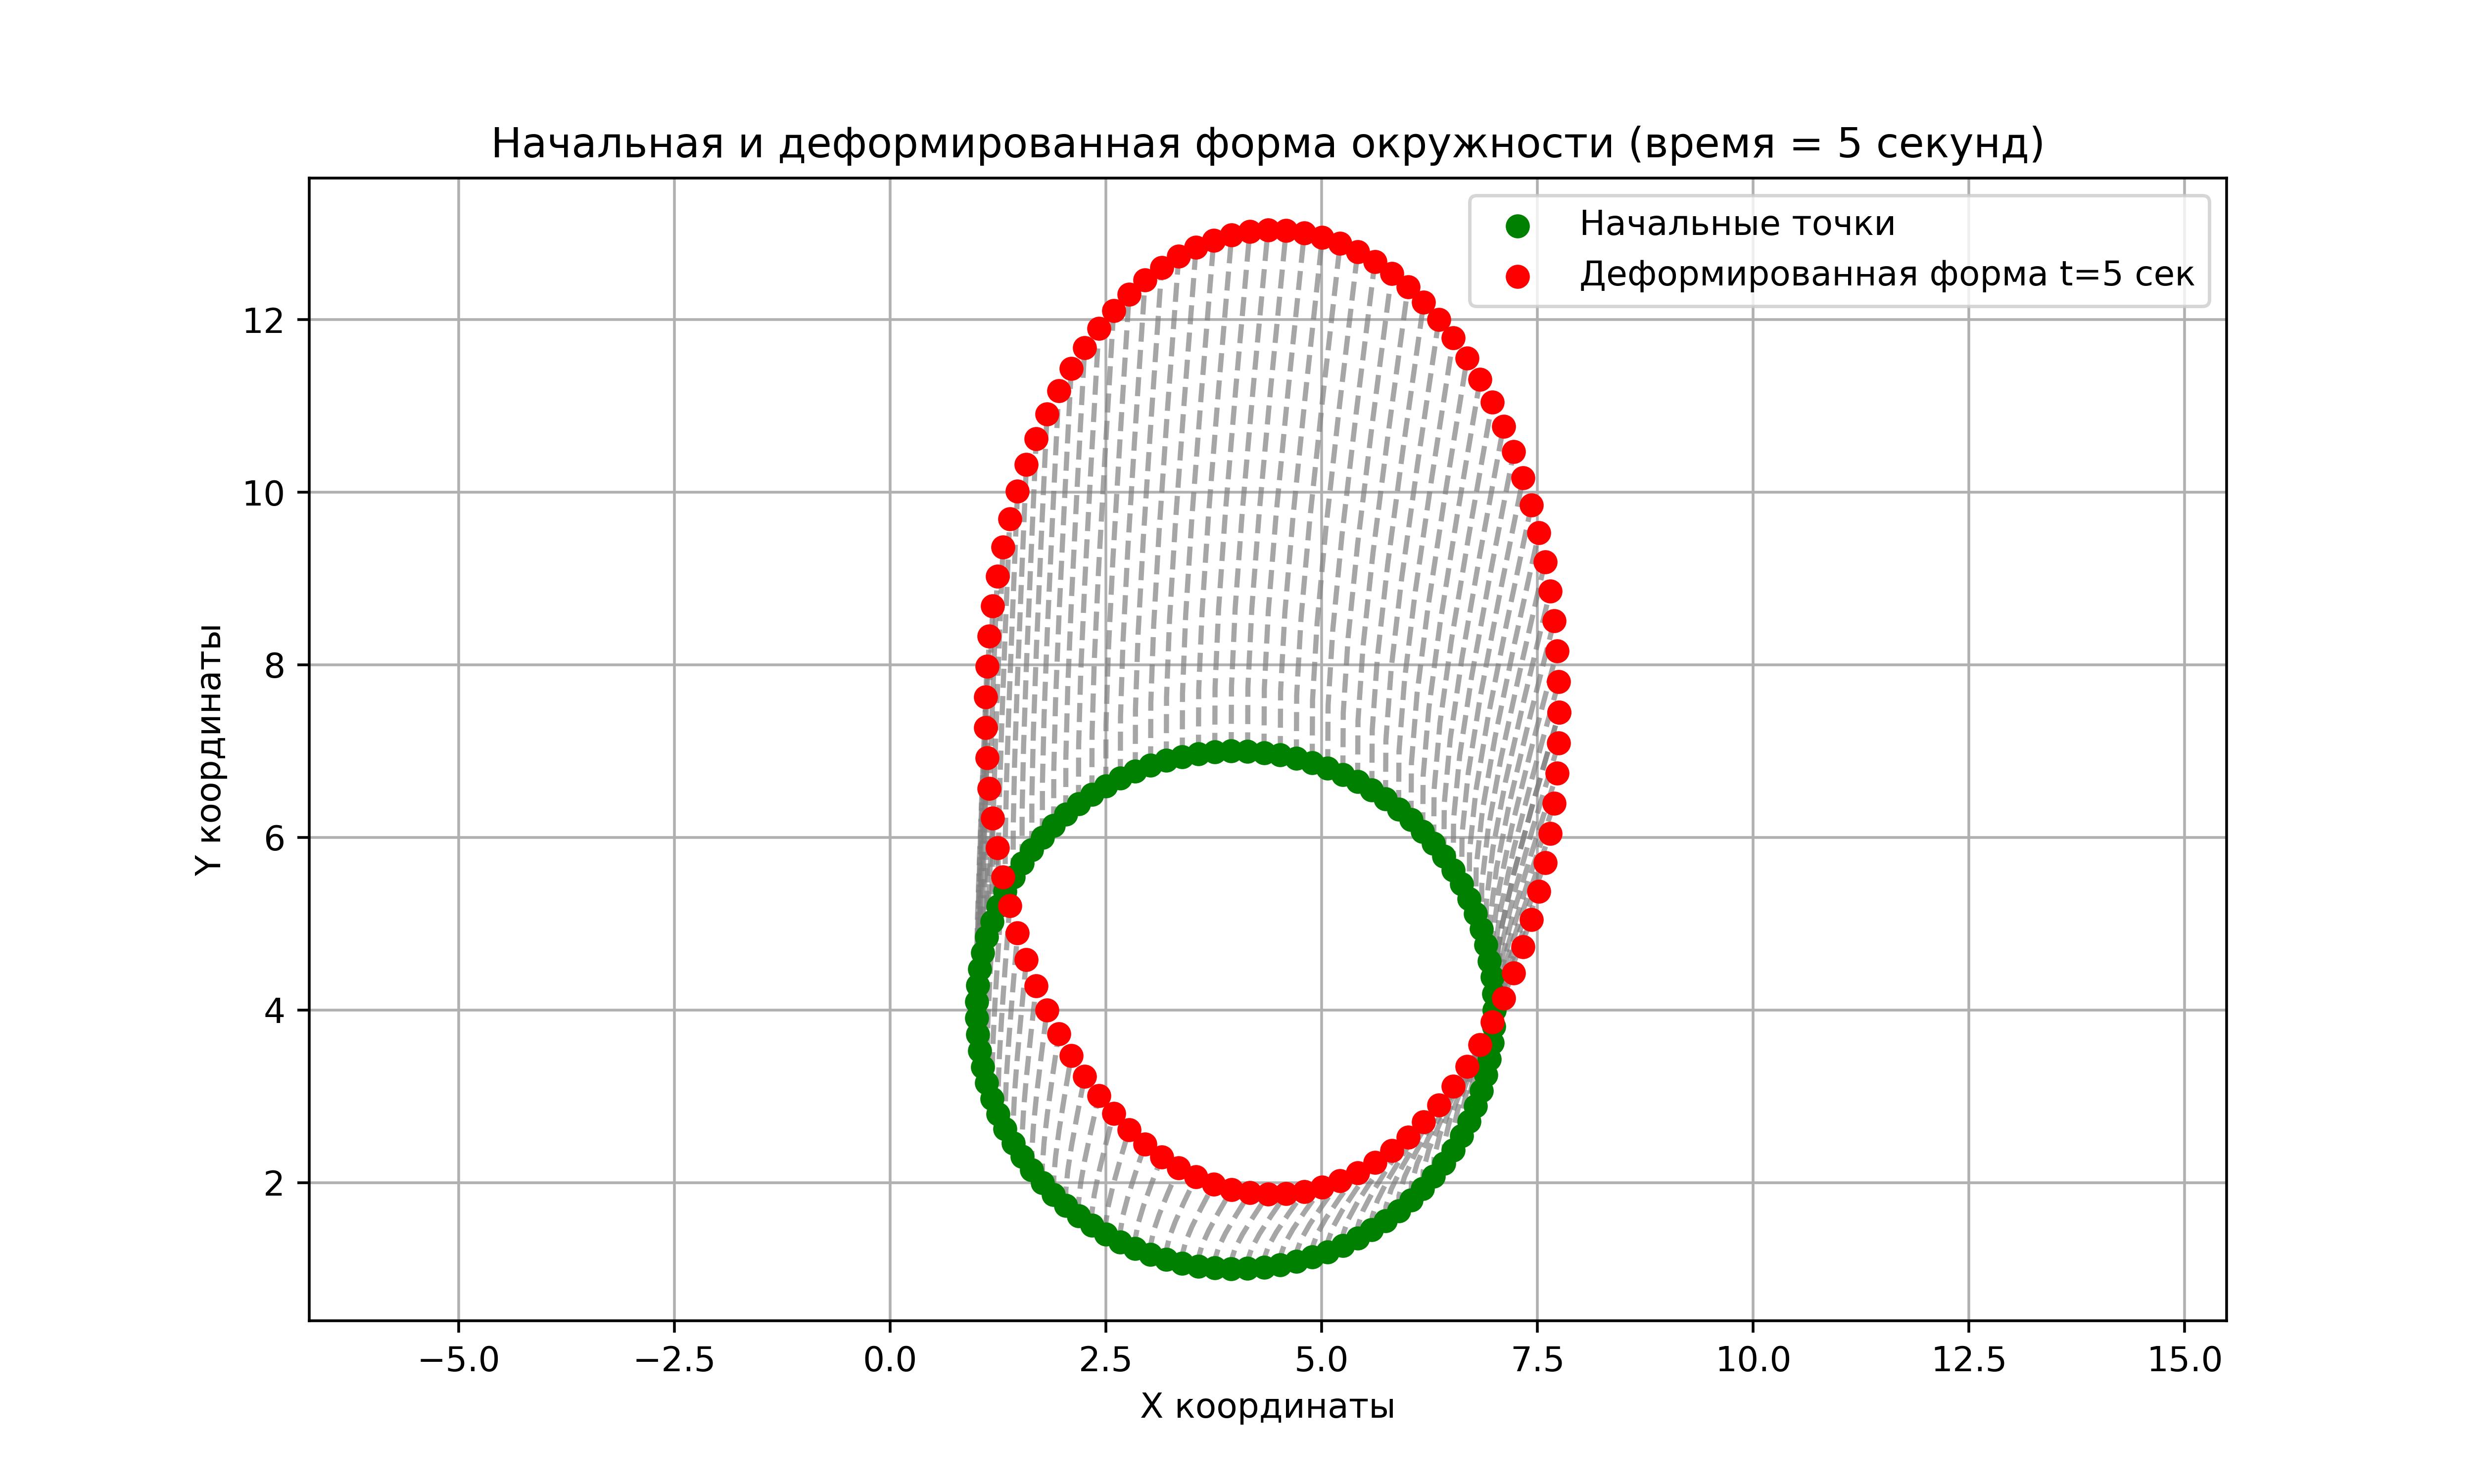 Начальная и деформированная форма окружности (время = 5 секунд)
Начальные точки
Деформированная форма t=5 сек
Y координаты
12
10
8
6
4
2
−5.0 −2.5 0.0 2.5 5.0 7.5 10.0 12.5 15.0
X координаты